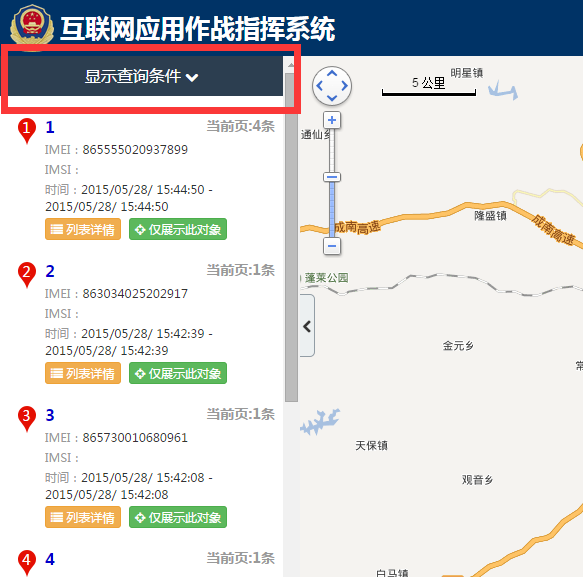 互联网应用作战指挥系统
显示查询条件
1 1 当前页:4条
IMEI : 865555020937899
IMSI :
时间 : 2015/05/28/ 15:44:50 -
2015/05/28/ 15:44:50
列表详情 仅展示此对象
2 2 当前页:1条
IMEI : 863034025202917
IMSI :
时间 : 2015/05/28/ 15:42:39 -
2015/05/28/ 15:42:39
列表详情 仅展示此对象
3 3 当前页:1条
IMEI : 865730010680961
IMSI :
时间 : 2015/05/28/ 15:42:08 -
2015/05/28/ 15:42:08
列表详情 仅展示此对象
4 4 当前页:1条
5 公里
明星镇
通仙乡
隆盛镇
成南高速
成南高速
蓬莱公园
金元乡
常
天保镇
观音乡
白马镇